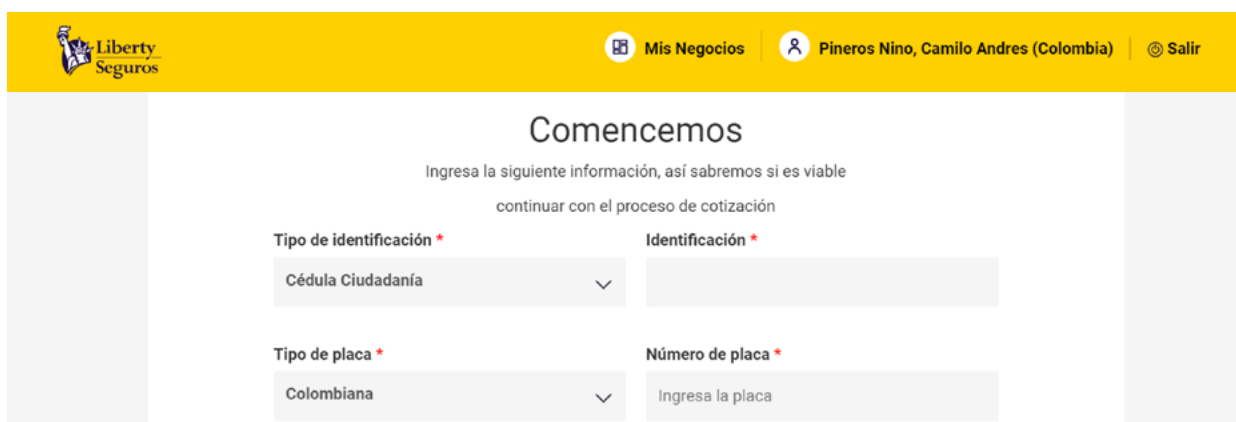 Liberty
Seguros
Mis Negocios
Pineros Nino, Camilo Andres (Colombia)
Salir
Comencemos
Ingresa la siguiente información, así sabremos si es viable
continuar con el proceso de cotización
Tipo de identificación *
Identificación *
Cédula Ciudadanía
Tipo de placa *
Número de placa *
Colombiana
Ingresa la placa